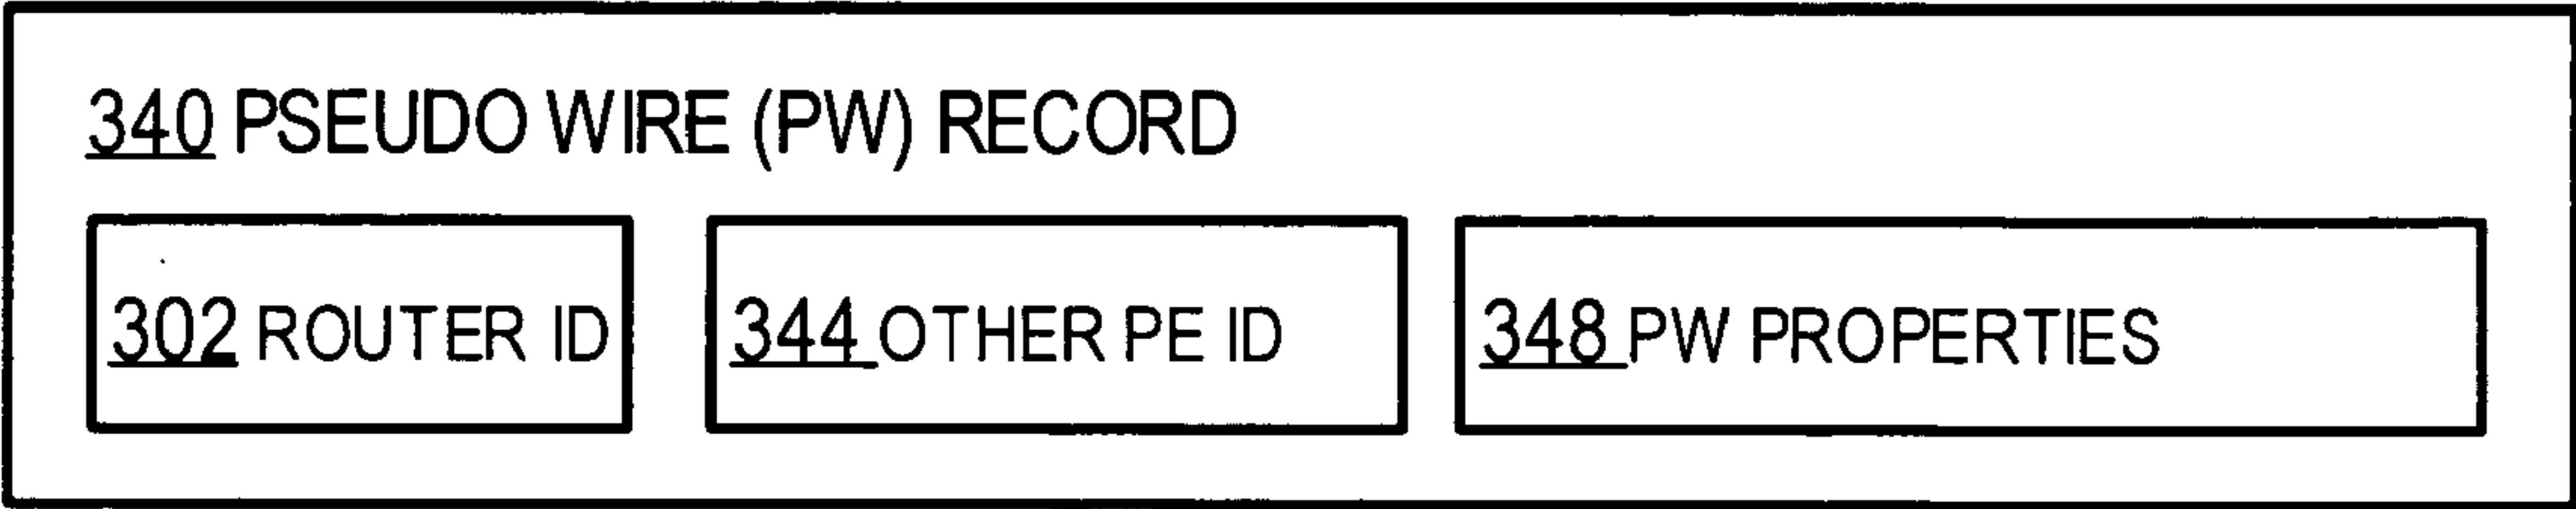 340 PSEUDO WIRE (PW) RECORD
302 ROUTER ID 344 OTHER PE ID 348 PW PROPERTIES